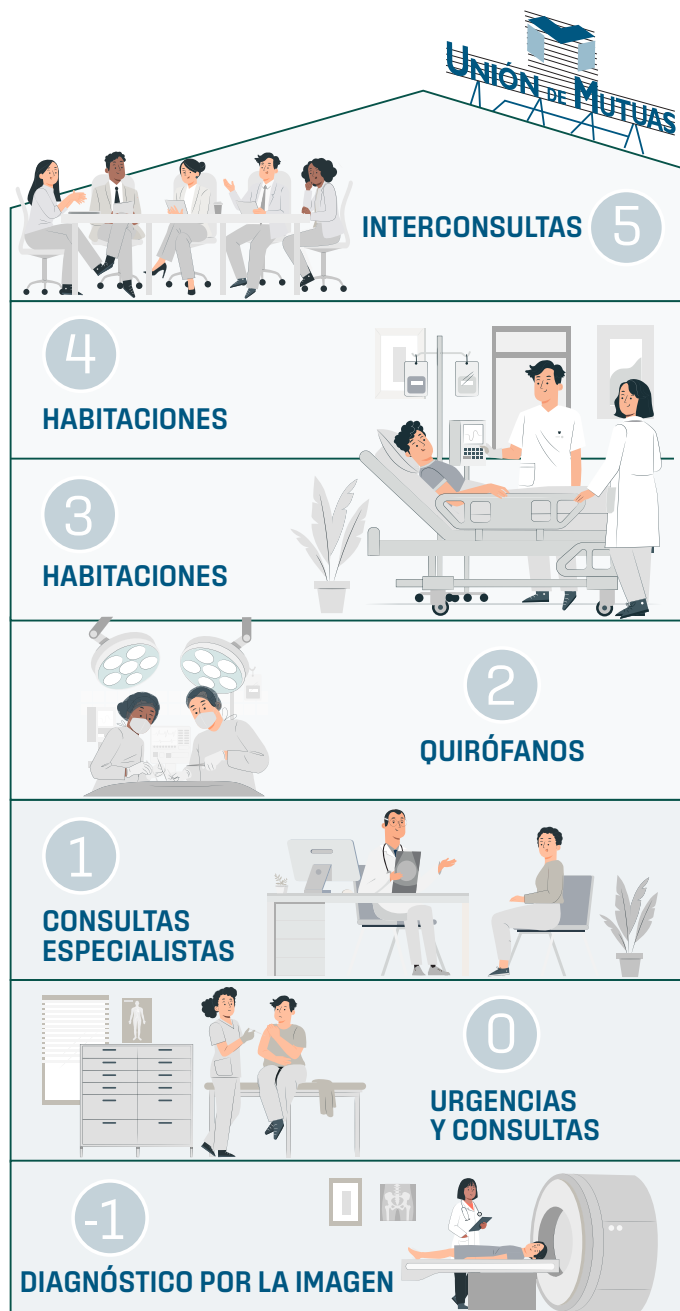 UNIÓN DE MUTUAS
INTERCONSULTAS 5
4
HABITACIONES
3
HABITACIONES
2
QUIRÓFANOS
1
CONSULTAS
ESPECIALISTAS
0
URGENCIAS
Y CONSULTAS
-1
DIAGNÓSTICO POR LA IMAGEN